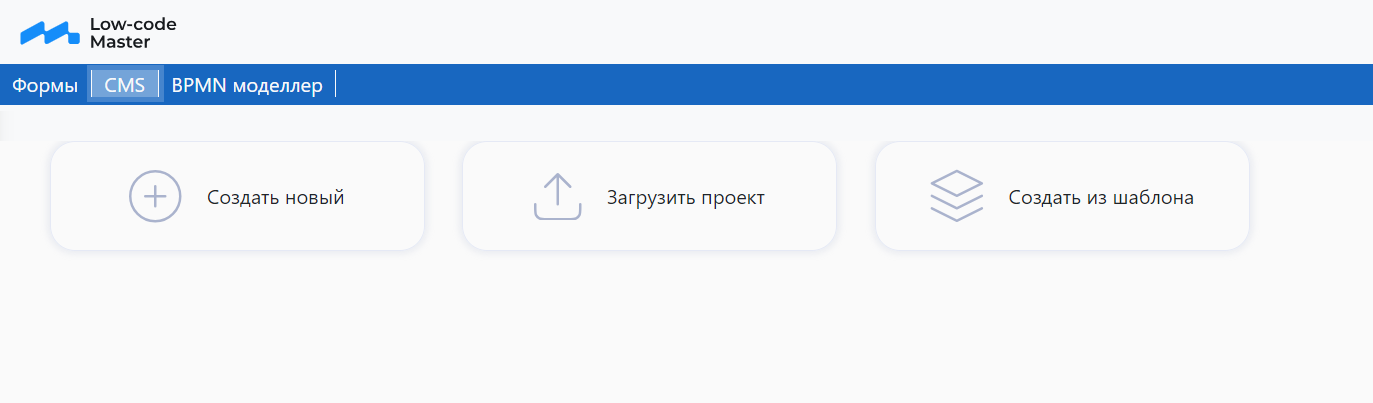 Low-code
Master
Формы CMS BPMN моделлер
Создать новый Загрузить проект Создать из шаблона